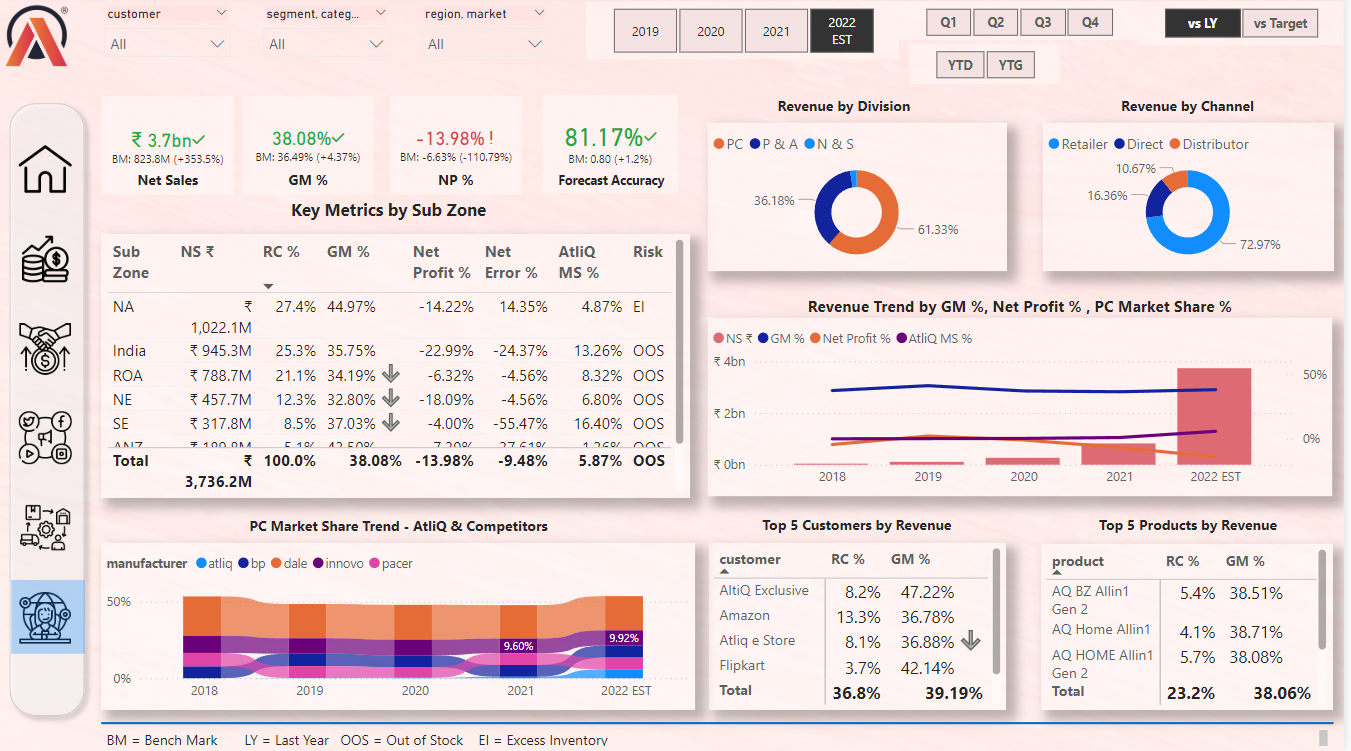 customer
segment, categ...
region, market
All
All
All
2019
2020
2021
2022 EST
Q1
Q2
Q3
Q4
YTD
YTG
vs LY
vs Target
₹ 3.7bn✓
BM: 823.8M (+353.5%)
Net Sales
38.08%✓
BM: 36.49% (+4.37%)
GM %
-13.98% !
BM: -6.63% (-110.79%)
NP %
81.17%✓
BM: 0.80 (+1.2%)
Forecast Accuracy
Key Metrics by Sub Zone
Sub Zone NS ₹ RC % GM % Net Profit % Net Error % AtliQ MS % Risk
NA ₹ 1,022.1M 27.4% 44.97% -14.22% 14.35% 4.87% EI
India ₹ 945.3M 25.3% 35.75% -22.99% -24.37% 13.26% OOS
ROA ₹ 788.7M 21.1% 34.19% -6.32% -4.56% 8.32% OOS
NE ₹ 457.7M 12.3% 32.80% -18.09% -4.56% 6.80% OOS
SE ₹ 317.8M 8.5% 37.03% -4.00% -55.47% 16.40% OOS
Total ₹ 3,736.2M 100.0% 38.08% -13.98% -9.48% 5.87% OOS
Revenue by Division
PC P & A N & S
36.18%
61.33%
Revenue by Channel
Retailer Direct Distributor
10.67%
16.36%
72.97%
Revenue Trend by GM %, Net Profit % , PC Market Share %
NS ₹ GM % Net Profit % AtliQ MS %
₹ 4bn
₹ 2bn
₹ 0bn
50%
0%
2018 2019 2020 2021 2022 EST
PC Market Share Trend - AtliQ & Competitors
manufacturer atliq bp dale innovo pacer
50%
0%
9.60%
9.92%
2018 2019 2020 2021 2022 EST
Top 5 Customers by Revenue
customer RC % GM %
AltiQ Exclusive 8.2% 47.22%
Amazon 13.3% 36.78%
Atliq e Store 8.1% 36.88%
Flipkart 3.7% 42.14%
Total 36.8% 39.19%
Top 5 Products by Revenue
product RC % GM %
AQ BZ Allin1 Gen 2 5.4% 38.51%
AQ Home Allin1 4.1% 38.71%
AQ HOME Allin1 Gen 2 5.7% 38.08%
Total 23.2% 38.06%
BM = Bench Mark LY = Last Year OOS = Out of Stock EI = Excess Inventory